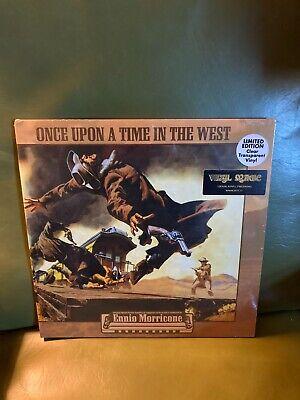 ONCE UPON A TIME IN THE WEST
LIMITED
EDITION
Clear
Transparent
Vinyl
VINYL MAGIC
Ennio Morricone